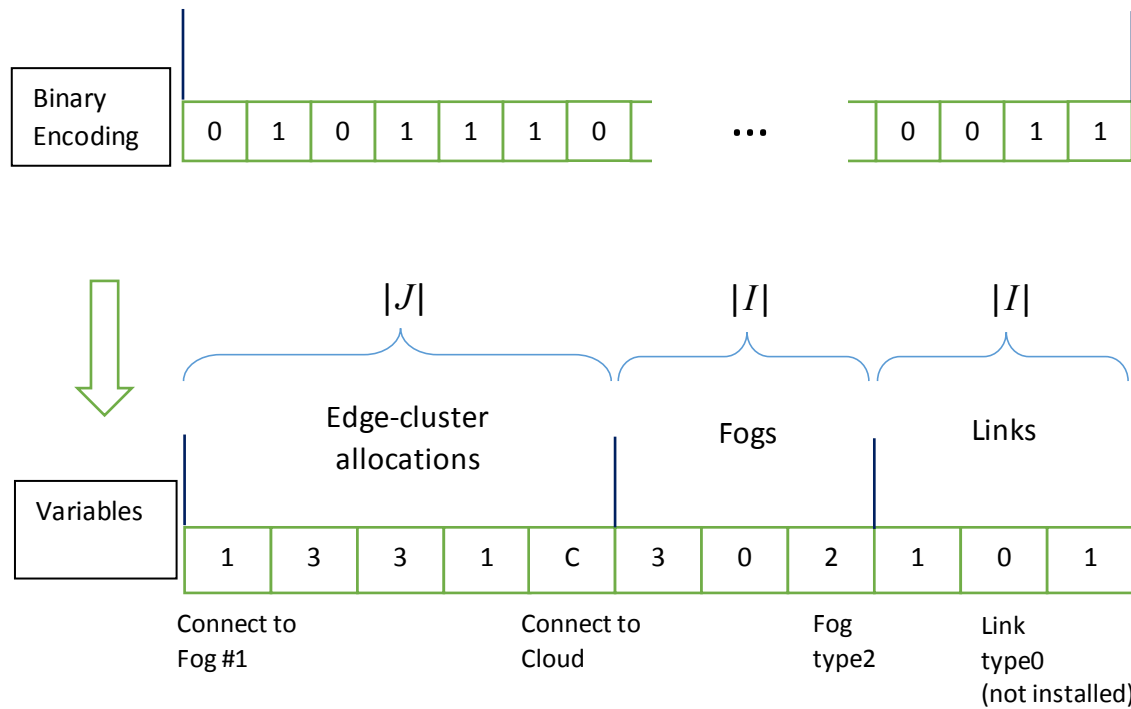 Binary
Encoding
0 1 0 1 1 1 0 ... 0 0 1 1
|J| |I| |I|
Edge-cluster
allocations
Fogs
Links
Variables
1 3 3 1 C 3 0 2 1 0 1
Connect to
Fog #1
Connect to
Cloud
Fog
type2
Link
type0
(not installed)